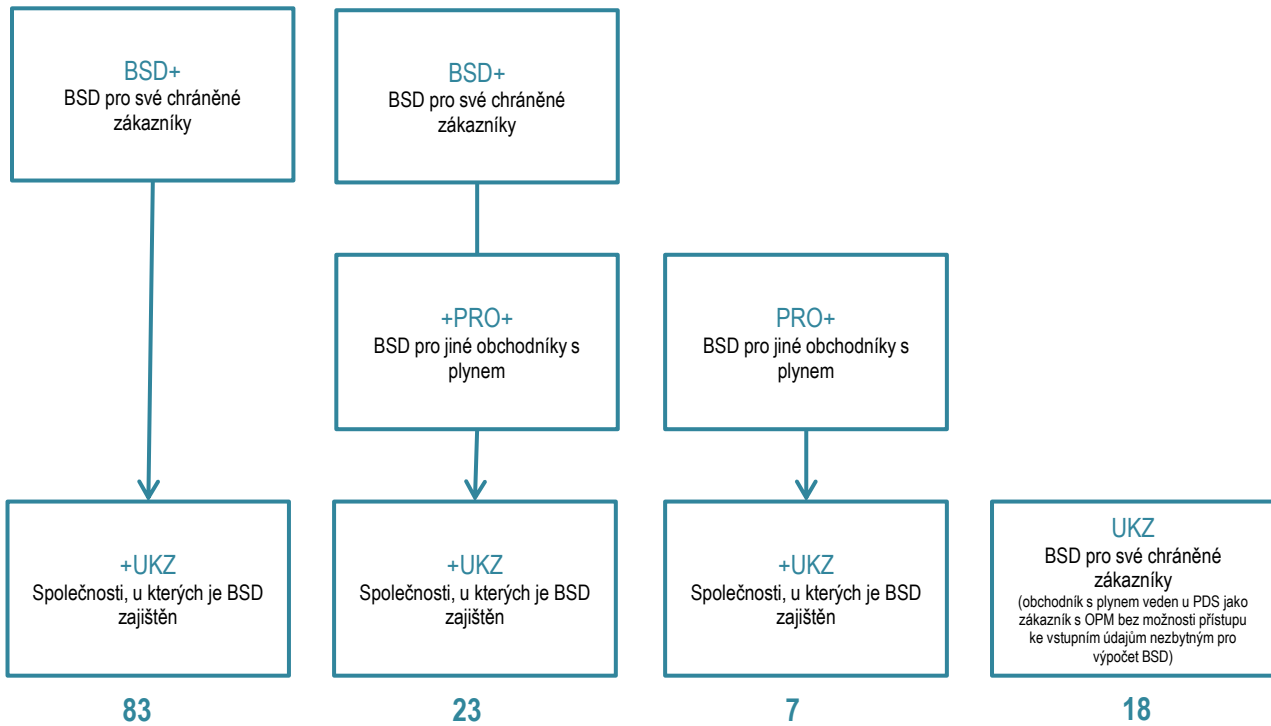 BSD+
BSD pro své chráněné
zákazníky
BSD+
BSD pro své chráněné
zákazníky
+PRO+
BSD pro jiné obchodníky s
plynem
PRO+
BSD pro jiné obchodníky s
plynem
+UKZ
Společnosti, u kterých je BSD
zajištěn
+UKZ
Společnosti, u kterých je BSD
zajištěn
+UKZ
Společnosti, u kterých je BSD
zajištěn
UKZ
BSD pro své chráněné
zákazníky
(obchodník s plynem veden u PDS jako
zákazník s OPM bez možnosti přístupu
ke vstupním údajům nezbytným pro
výpočet BSD)
83
23
7
18